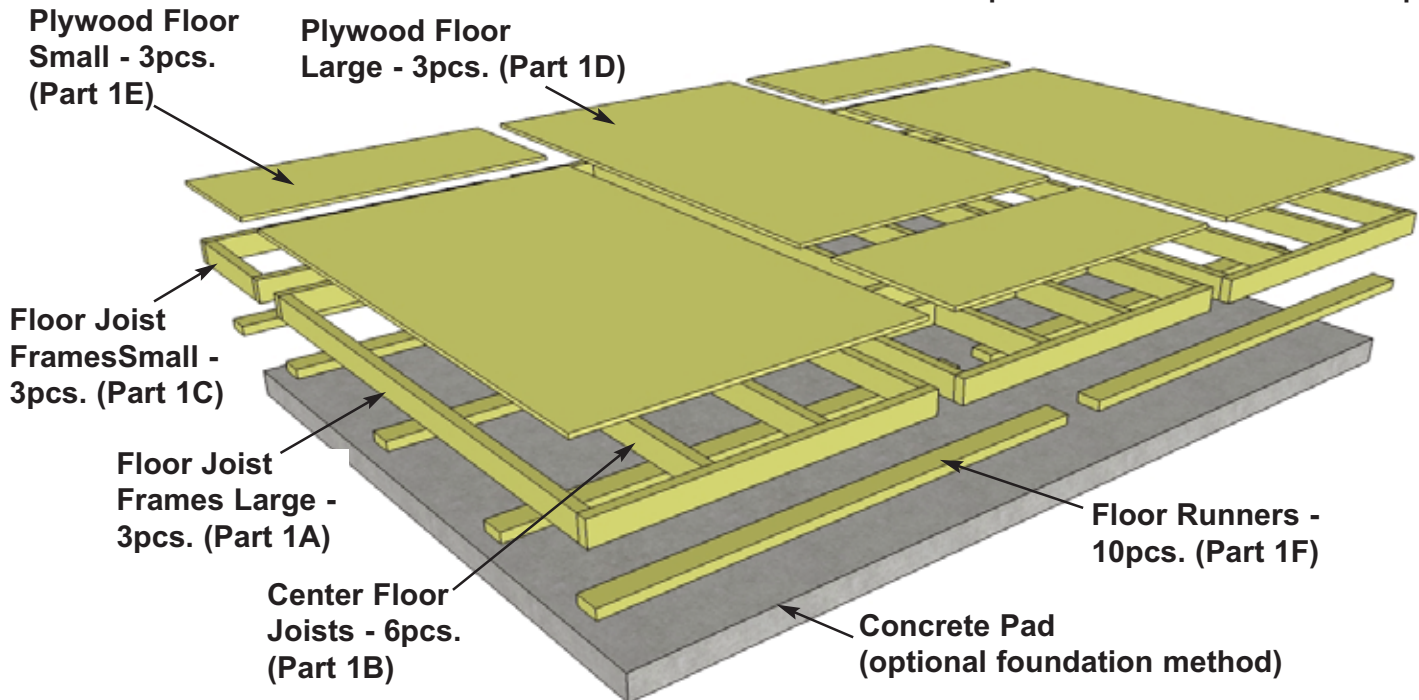 Plywood Floor
Small - 3pcs.
(Part 1E)
Plywood Floor
Large - 3pcs. (Part 1D)
Floor Joist
FramesSmall -
3pcs. (Part 1C)
Floor Joist
Frames Large -
3pcs. (Part 1A)
Center Floor
Joists - 6pcs.
(Part 1B)
Floor Runners -
10pcs. (Part 1F)
Concrete Pad
(optional foundation method)